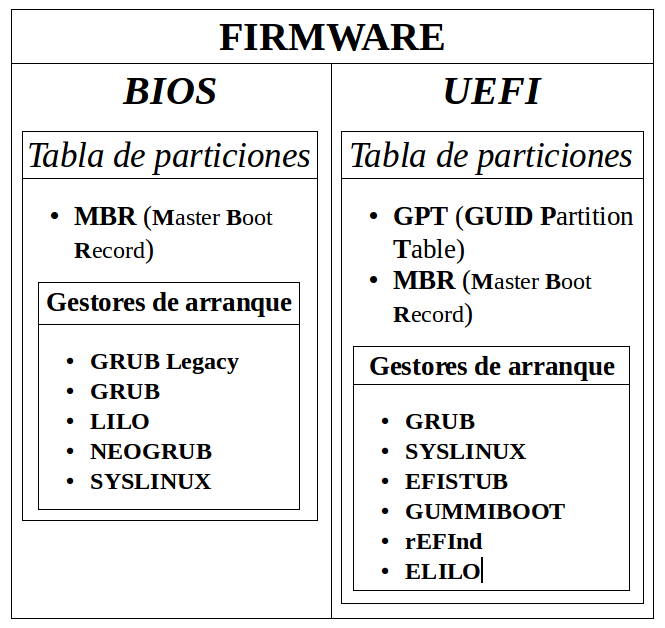 FIRMWARE
BIOS
Tabla de particiones
• MBR (Master Boot
Record)
Gestores de arranque
• GRUB Legacy
• GRUB
• LILO
• NEOGRUB
• SYSLINUX
UEFI
Tabla de particiones
• GPT (GUID Partition
Table)
• MBR (Master Boot
Record)
Gestores de arranque
• GRUB
• SYSLINUX
• EFISTUB
• GUMMIBOOT
• rEFInd
• ELILO